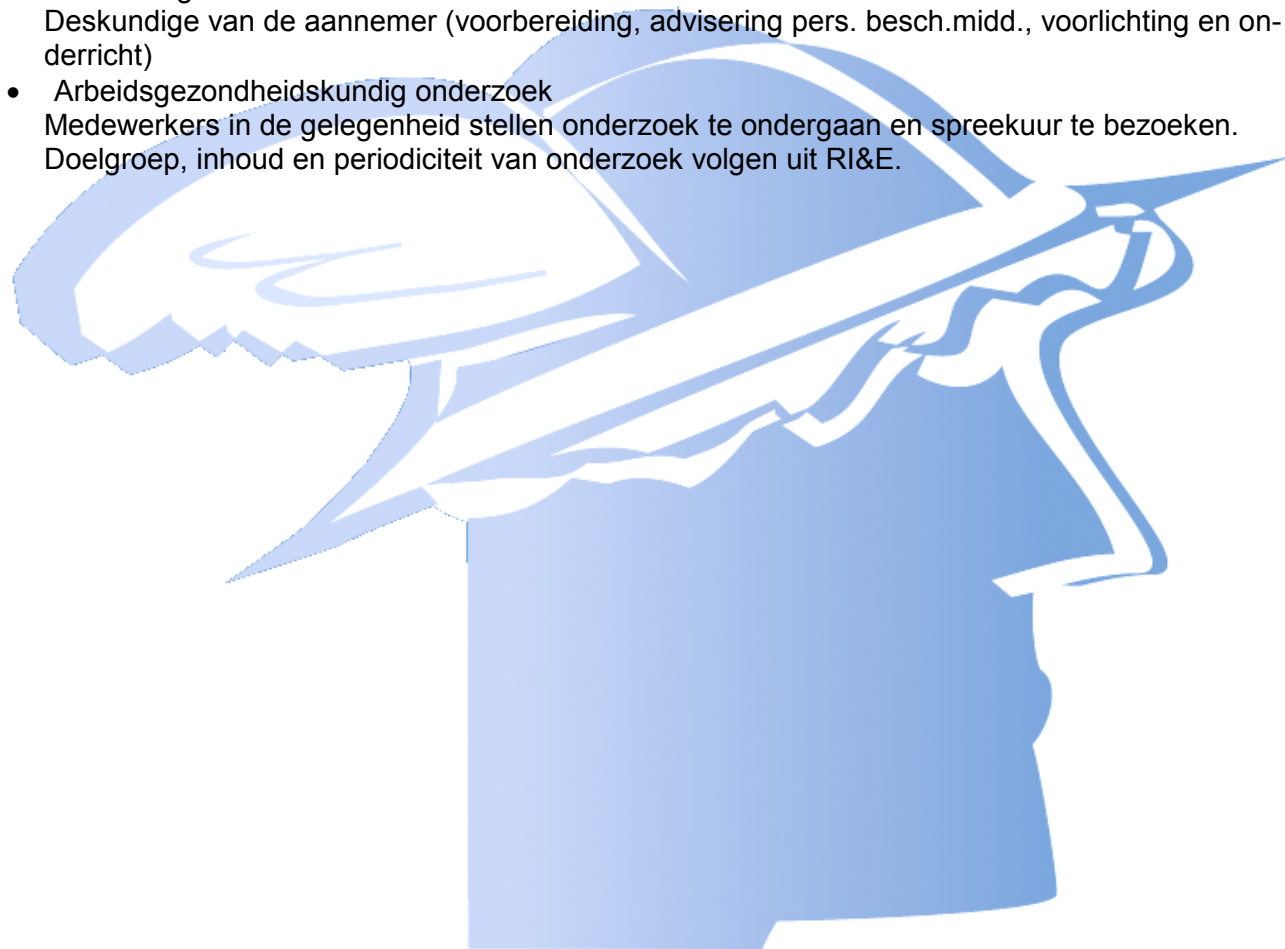 Deskundige van de aannemer (voorbereiding, advisering pers. besch.midd., voorlichting en on-
derricht)
• Arbeidsgezondheidskundig onderzoek
Medewerkers in de gelegenheid stellen onderzoek te ondergaan en spreekuur te bezoeken.
Doelgroep, inhoud en periodiciteit van onderzoek volgen uit RI&E.